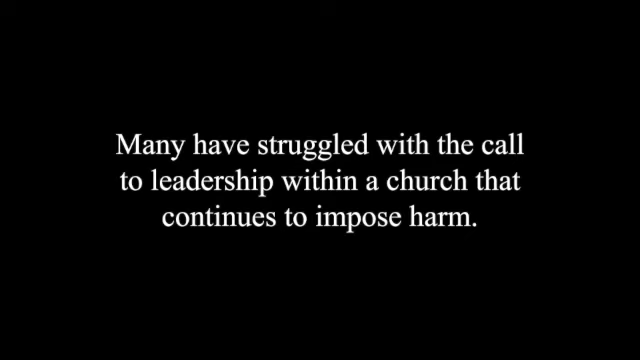 Many have struggled with the call
to leadership within a church that
continues to impose harm.